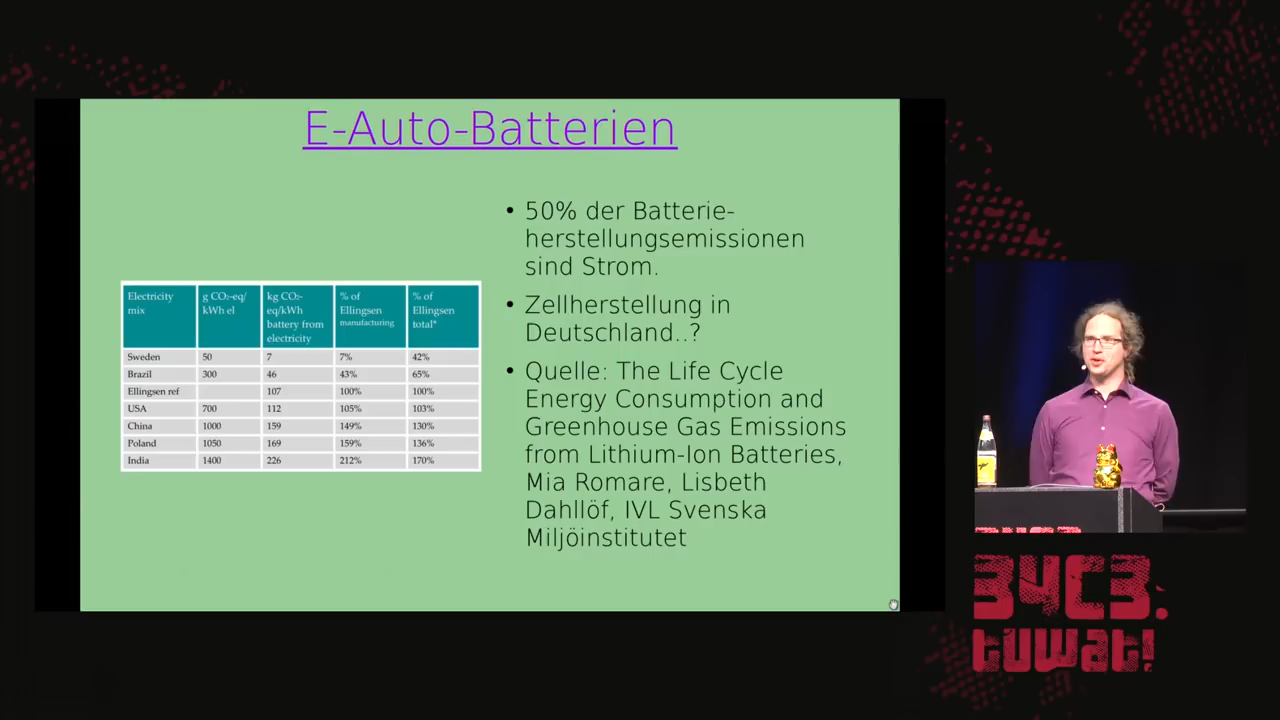 E-Auto-Batterien
Electricity mix | g CO₂-eq/ kWh el | kg CO₂- eq/kWh battery from electricity | % of Ellingsen manufacturing | % of Ellingsen total*
Sweden | 50 | 7 | 7% | 42%
Brazil | 300 | 46 | 43% | 65%
Ellingsen ref | | 107 | 100% | 100%
USA | 700 | 112 | 105% | 103%
China | 1000 | 159 | 149% | 130%
Poland | 1050 | 169 | 159% | 136%
India | 1400 | 226 | 212% | 170%
• 50% der Batterie-
herstellungsemissionen
sind Strom.
• Zellherstellung in
Deutschland..?
• Quelle: The Life Cycle
Energy Consumption and
Greenhouse Gas Emissions
from Lithium-Ion Batteries,
Mia Romare, Lisbeth
Dahllöf, IVL Svenska
Miljöinstitutet
34C3.
tuwat!